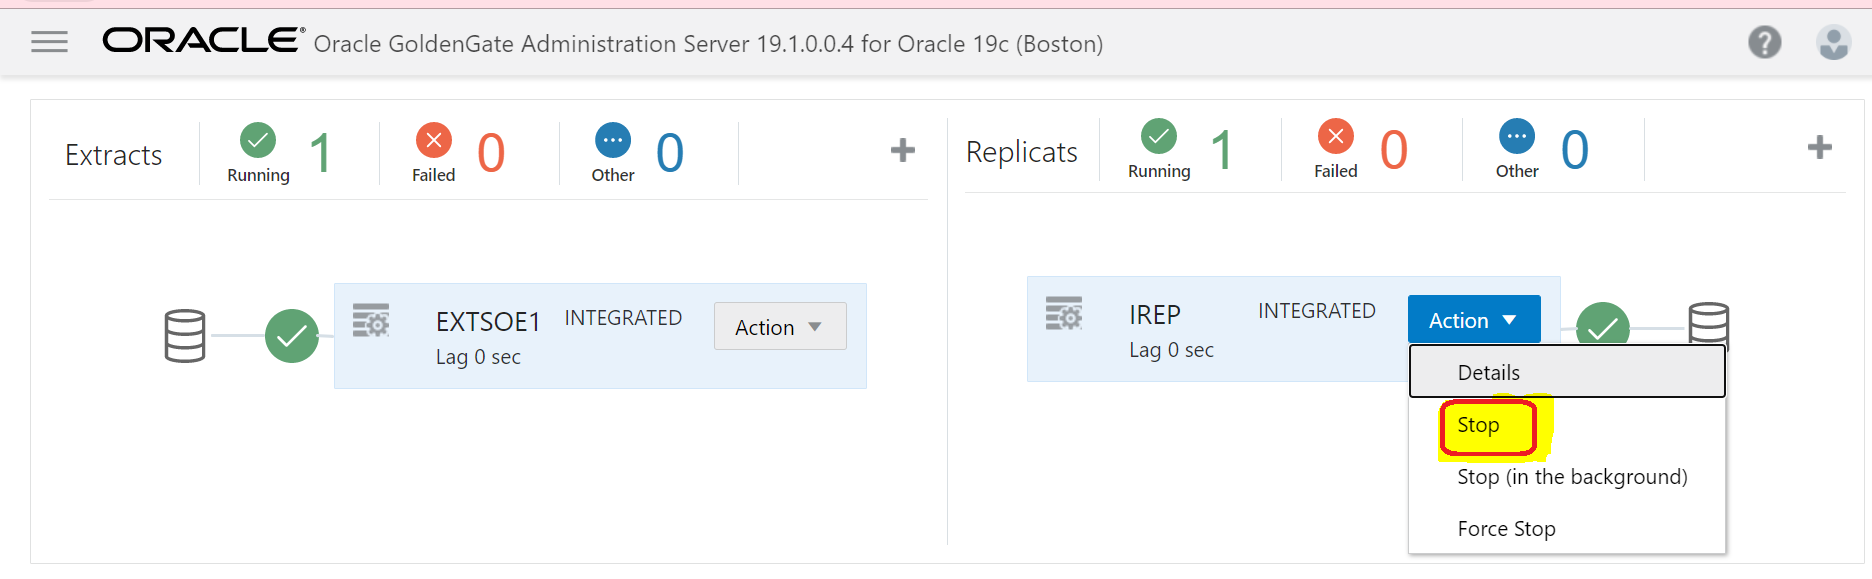 ORACLE® Oracle GoldenGate Administration Server 19.1.0.0.4 for Oracle 19c (Boston)
?
Extracts
Running
1
Failed
0
Other
0
+
EXTSOE1 INTEGRATED Action
Lag 0 sec
Replicats
Running
1
Failed
0
Other
0
+
IREP INTEGRATED Action
Lag 0 sec
Details
Stop
Stop (in the background)
Force Stop